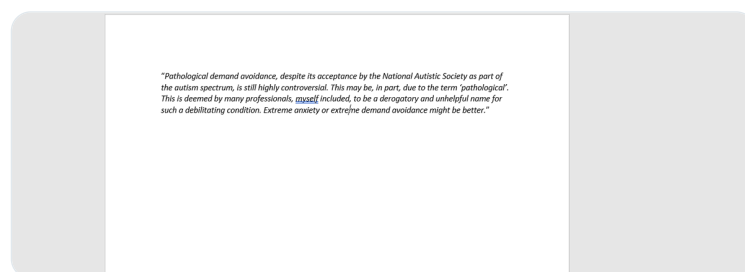 “Pathological demand avoidance, despite its acceptance by the National Autistic Society as part of
the autism spectrum, is still highly controversial. This may be, in part, due to the term ‘pathological’.
This is deemed by many professionals, myself included, to be a derogatory and unhelpful name for
such a debilitating condition. Extreme anxiety or extreme demand avoidance might be better.”